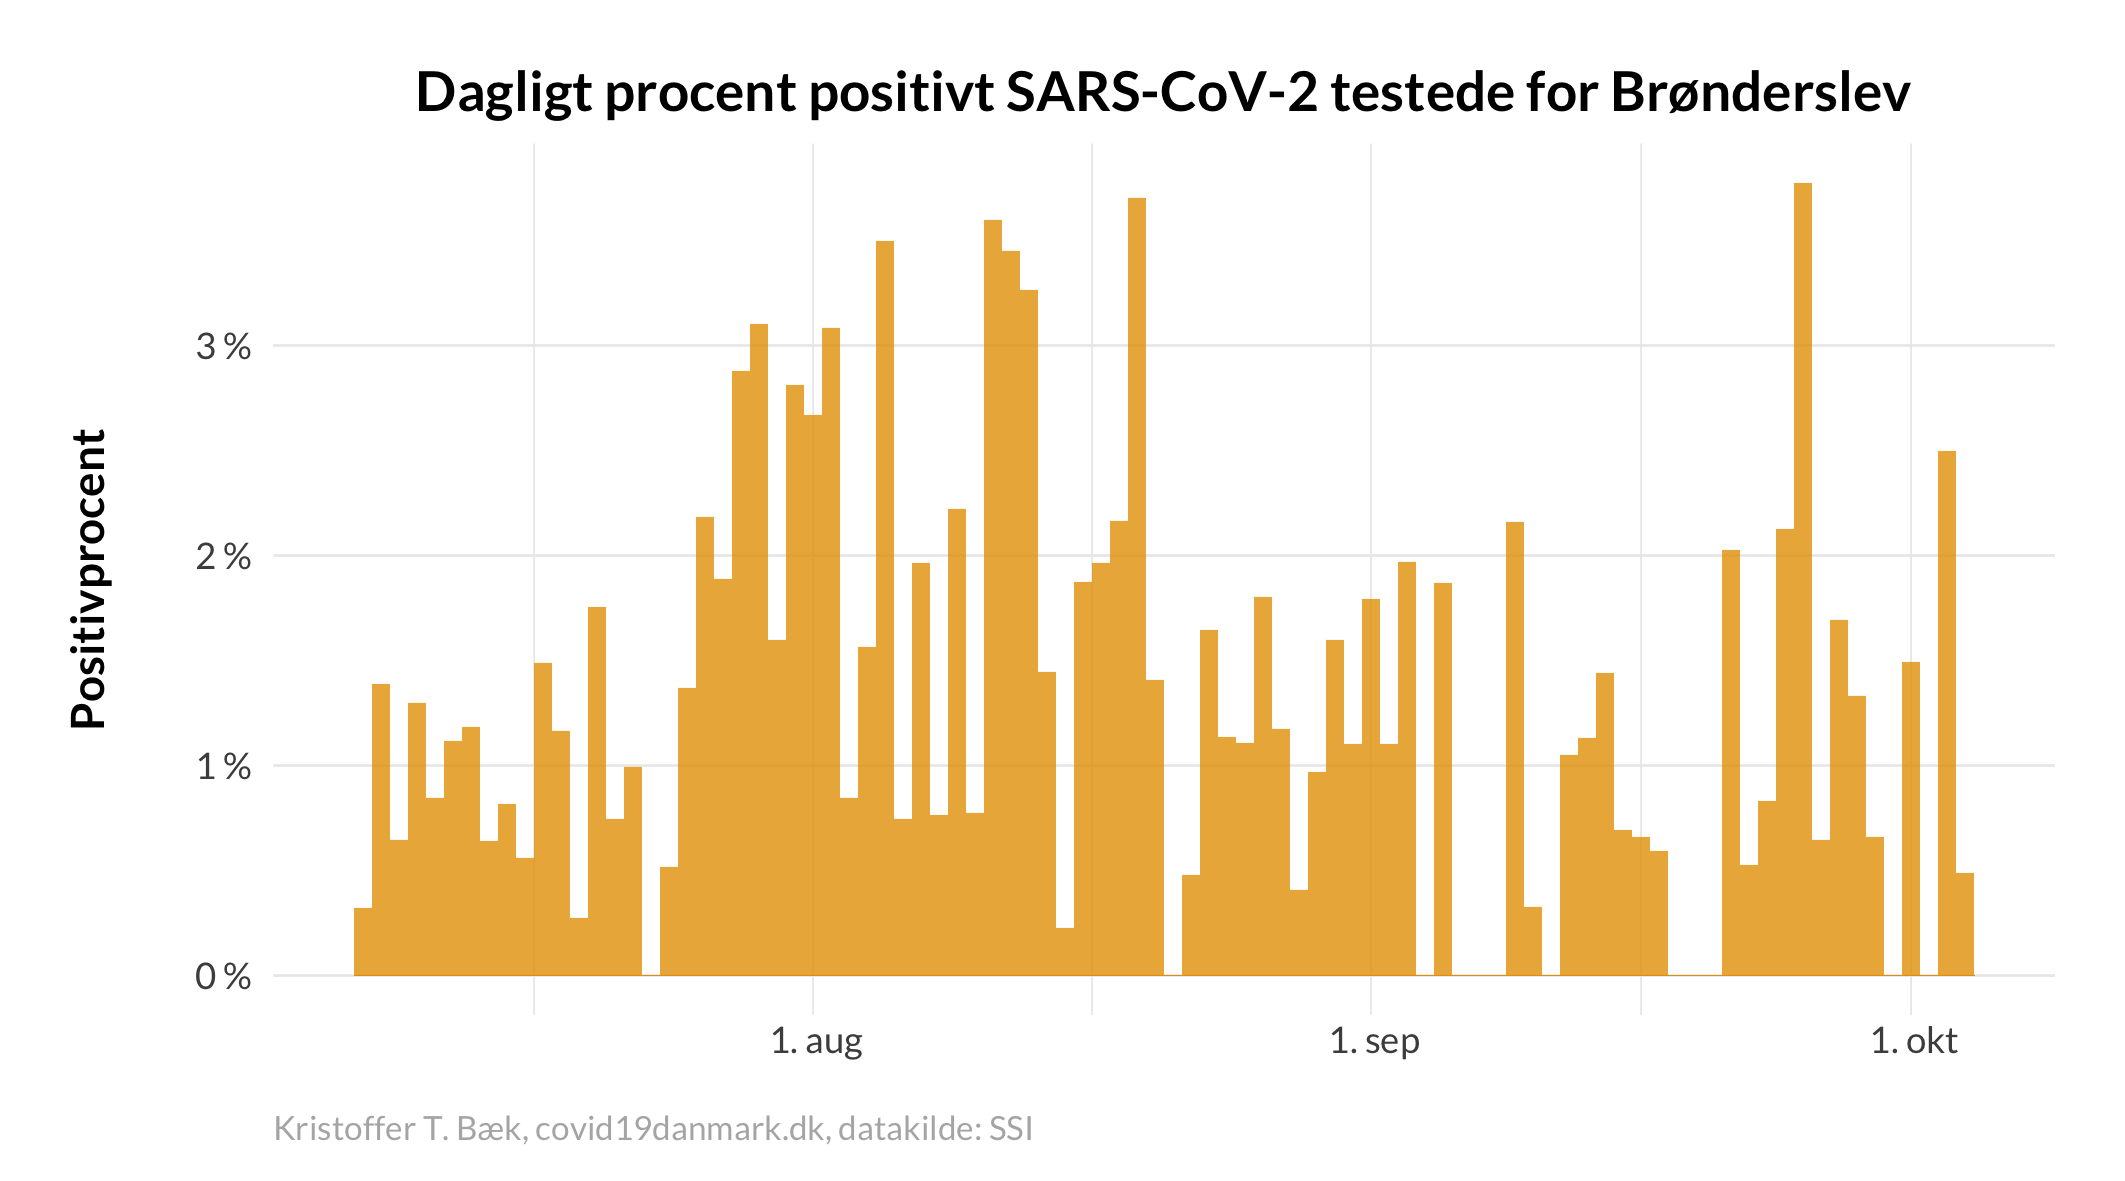 Dagligt procent positivt SARS-CoV-2 testede for Brønderslev
Positivprocent
3 %
2 %
1 %
0 %
1. aug
1. sep
1. okt
Kristoffer T. Bæk, covid19danmark.dk, datakilde: SSI